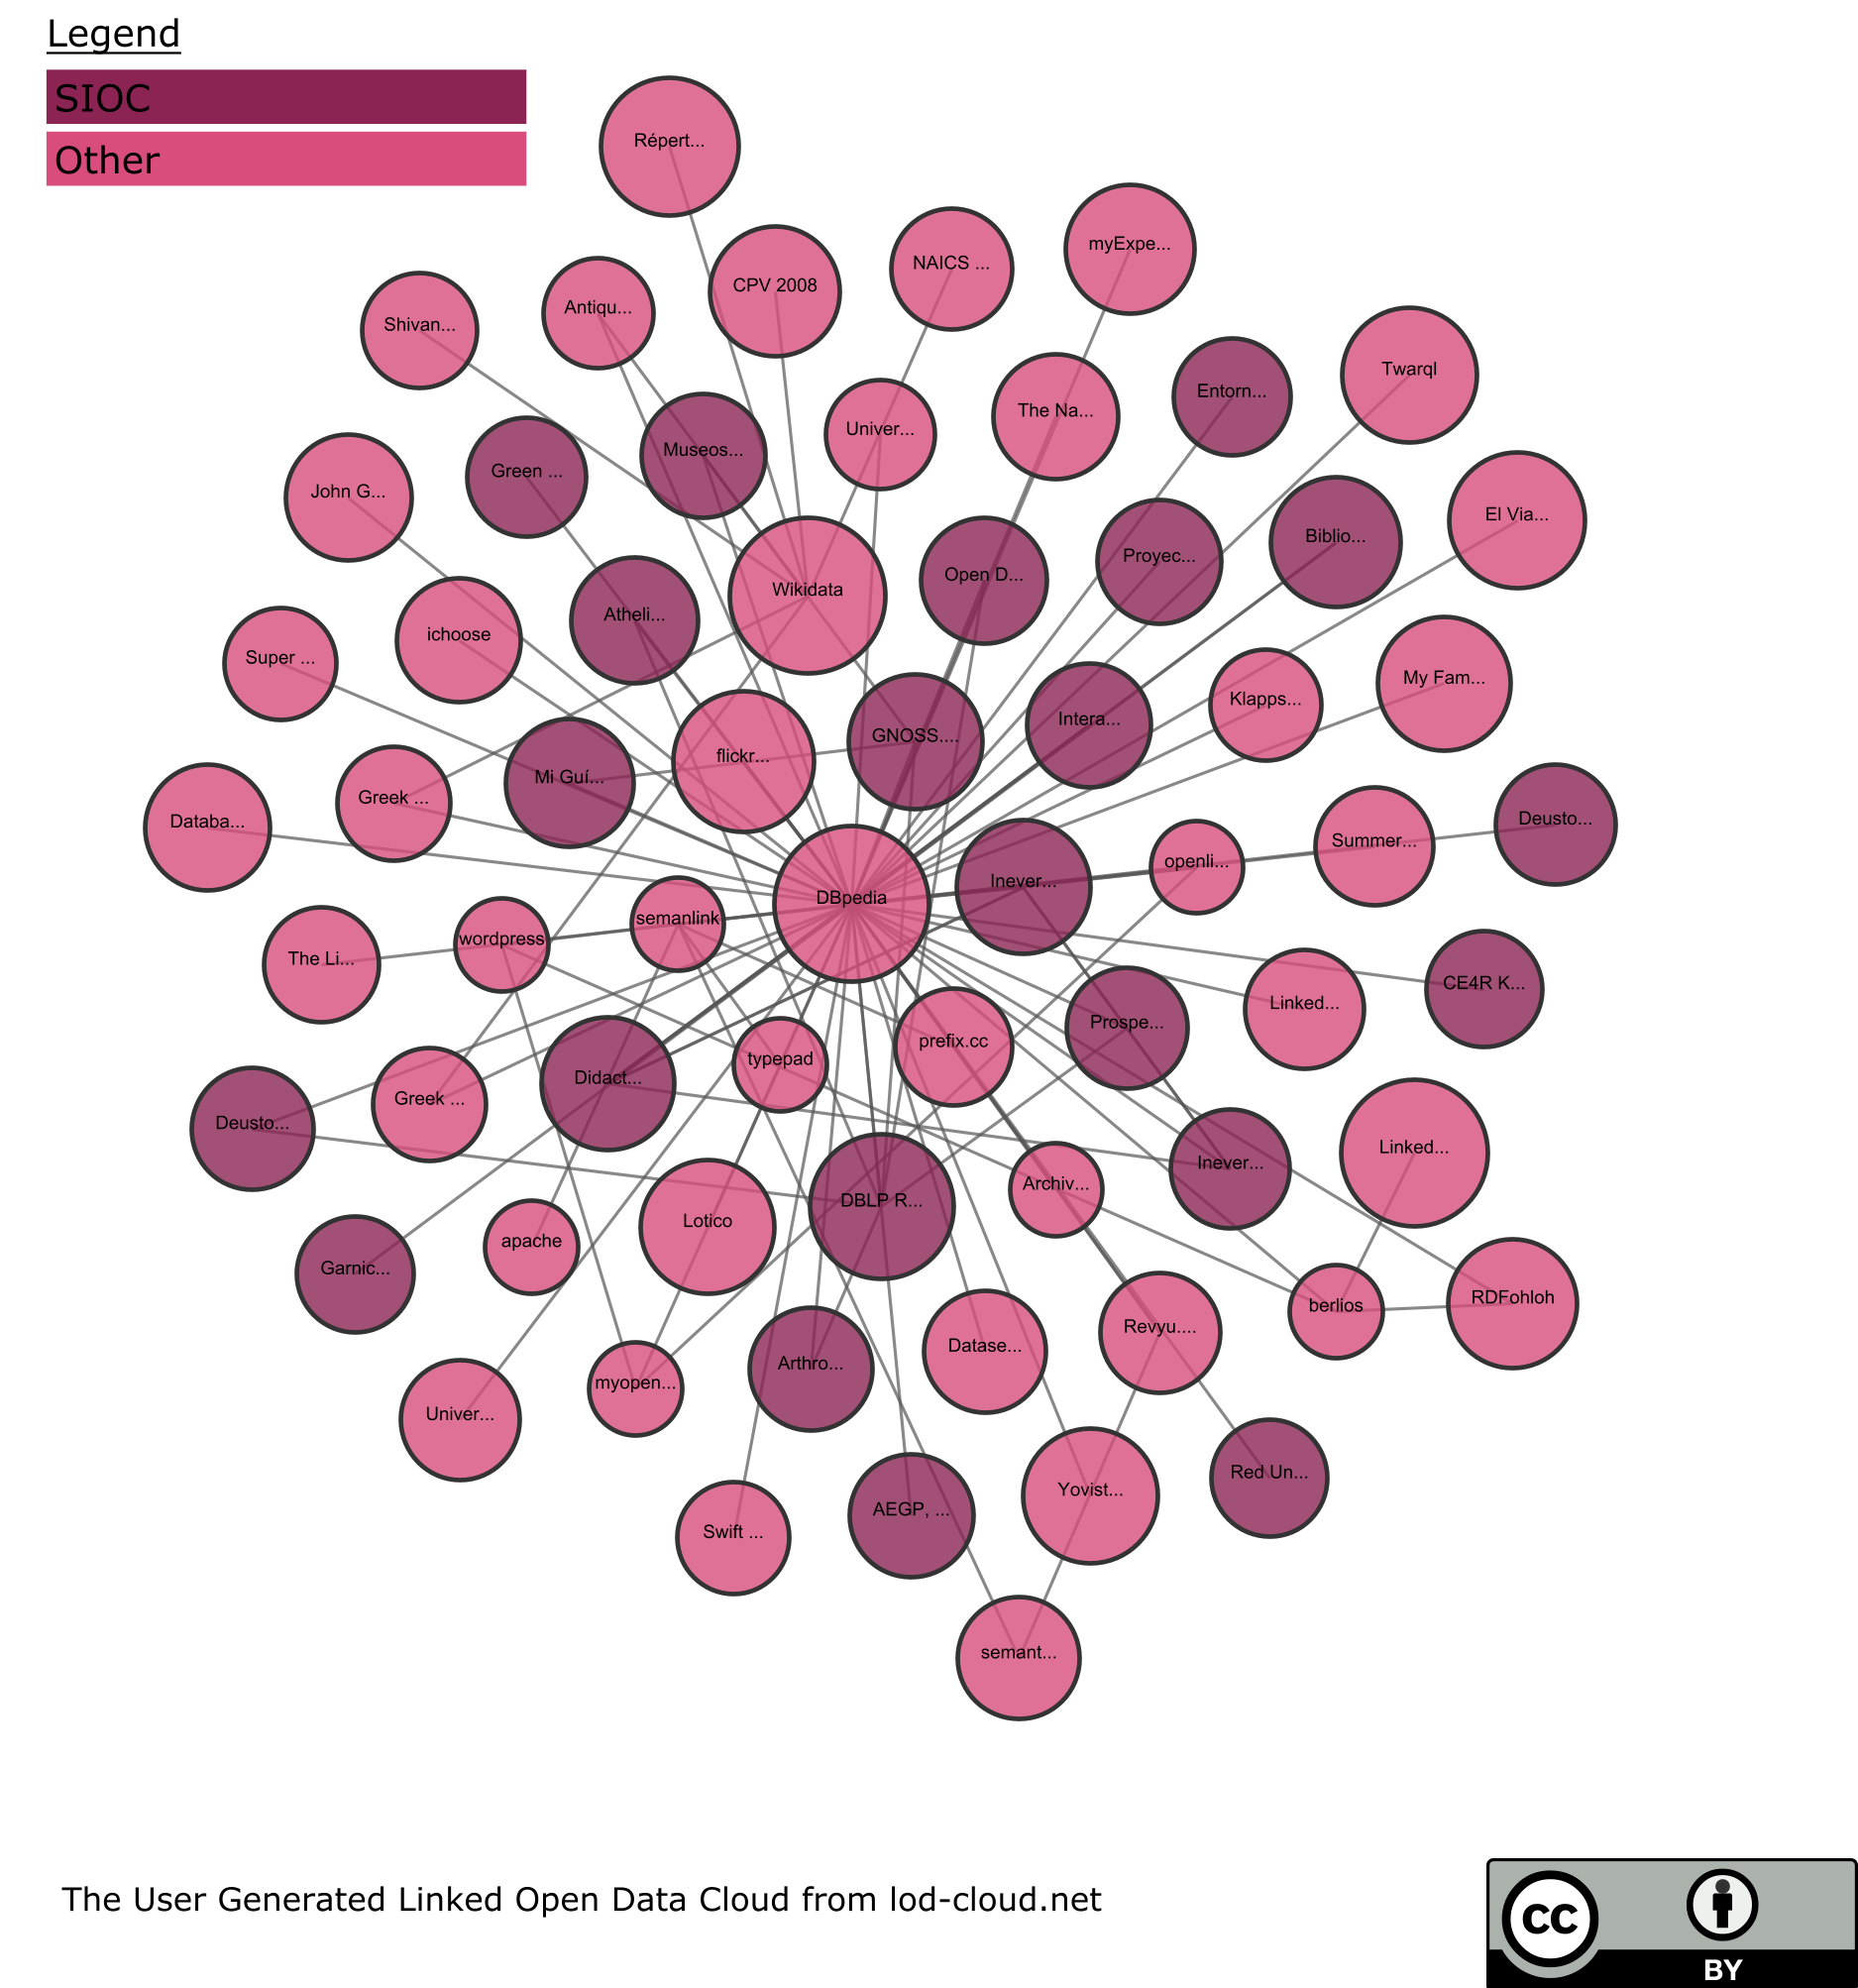 Legend
SIOC
Other
Répert...
myExpe...
NAICS ...
CPV 2008
Antiqu...
Shivan...
Twarql
Entorn...
The Na...
Univer...
Museos...
Green ...
John G...
El Via...
Biblio...
Proyec...
Open D...
Wikidata
Atheli...
ichoose
Super ...
My Fam...
Klapps...
Intera...
GNOSS....
flickr...
Mi Guí...
Greek ...
Databa...
Deusto...
Summer...
openli...
Inever...
DBpedia
semanlink
wordpress
The Li...
CE4R K...
Linked...
Prospe...
prefix.cc
typepad
Didact...
Greek ...
Deusto...
Linked...
Inever...
Archiv...
DBLP R...
Lotico
apache
Garnic...
RDFohloh
berlios
Revyu....
Datase...
Arthro...
myopen...
Univer...
Red Un...
Yovist...
AEGP, ...
Swift ...
semant...
The User Generated Linked Open Data Cloud from lod-cloud.net
cc
BY